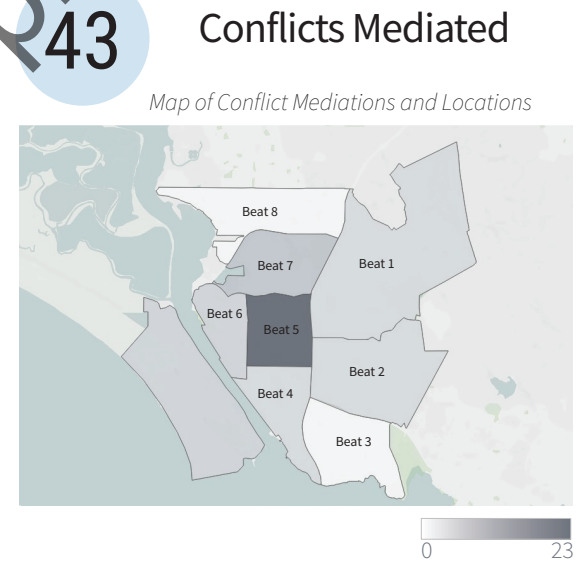 43
Conflicts Mediated
Map of Conflict Mediations and Locations
Beat 8
Beat 7
Beat 1
Beat 6
Beat 5
Beat 2
Beat 4
Beat 3
0
23